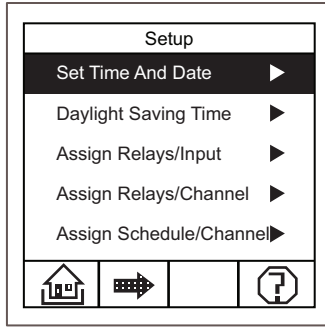 Setup
Set Time And Date
Daylight Saving Time
Assign Relays/Input
Assign Relays/Channel
Assign Schedule/Channel
?